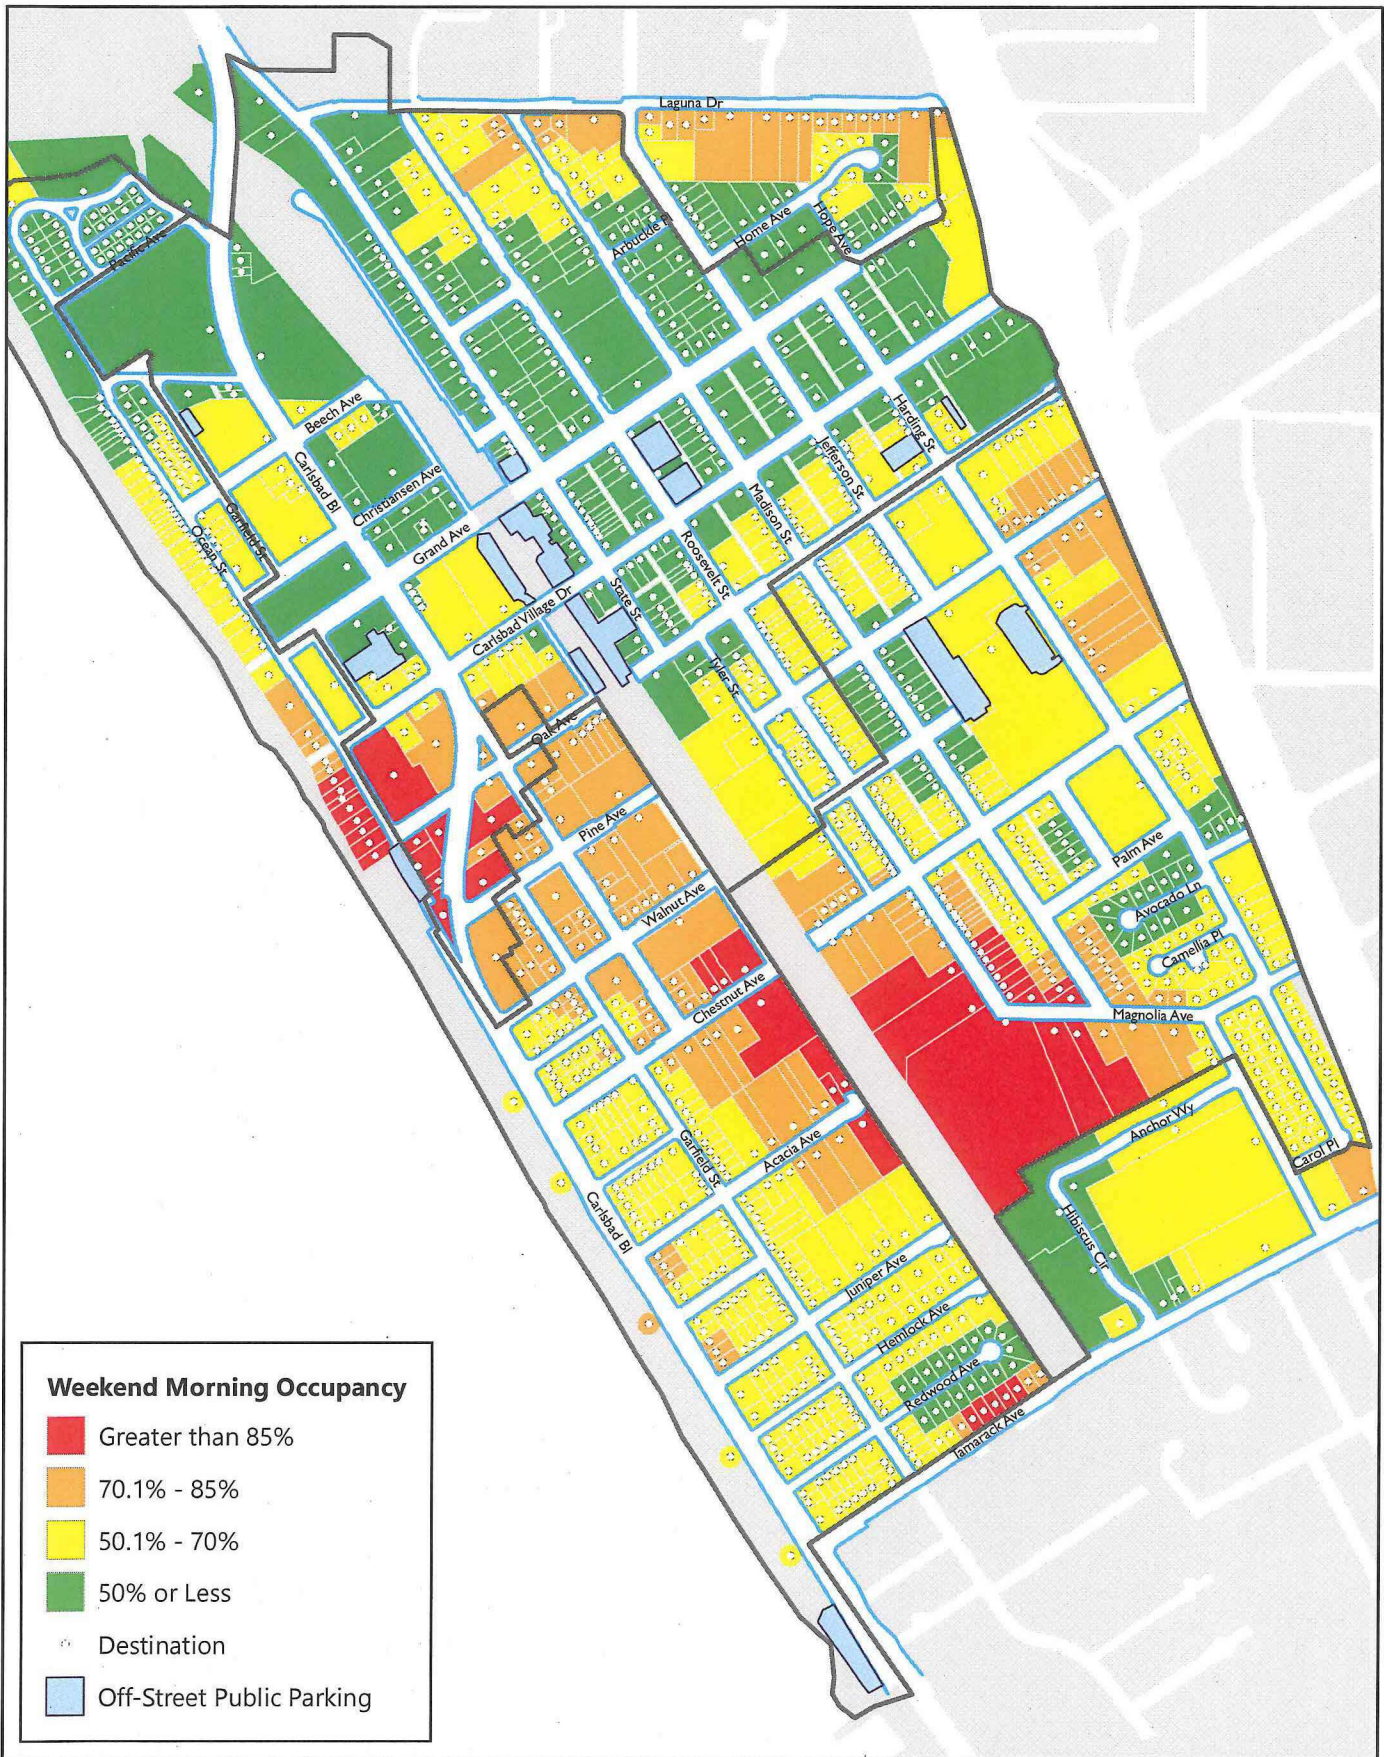 Laguna Dr
Home Ave
Hope Ave
Arbuckle P
Pacific Ave
Beech Ave
Harding St
Jefferson St
Carlsbad Bl
Christiansen Ave
Madison St
Garfield St
Ocean St
Grand Ave
Roosevelt St
State St
Carlsbad Village Dr
Tyler St
Oak Ave
Pine Ave
Palm Ave
Walnut Ave
Avocado Ln
Camellia Pl
Chestnut Ave
Magnolia Ave
Anchor Wy
Acacia Ave
Garfield St
Carol Pl
Carlsbad Bl
Hibiscus Cir
Juniper Ave
Hemlock Ave
Redwood Ave
Tamarack Ave
Weekend Morning Occupancy
Greater than 85%
70.1% - 85%
50.1% - 70%
50% or Less
Destination
Off-Street Public Parking